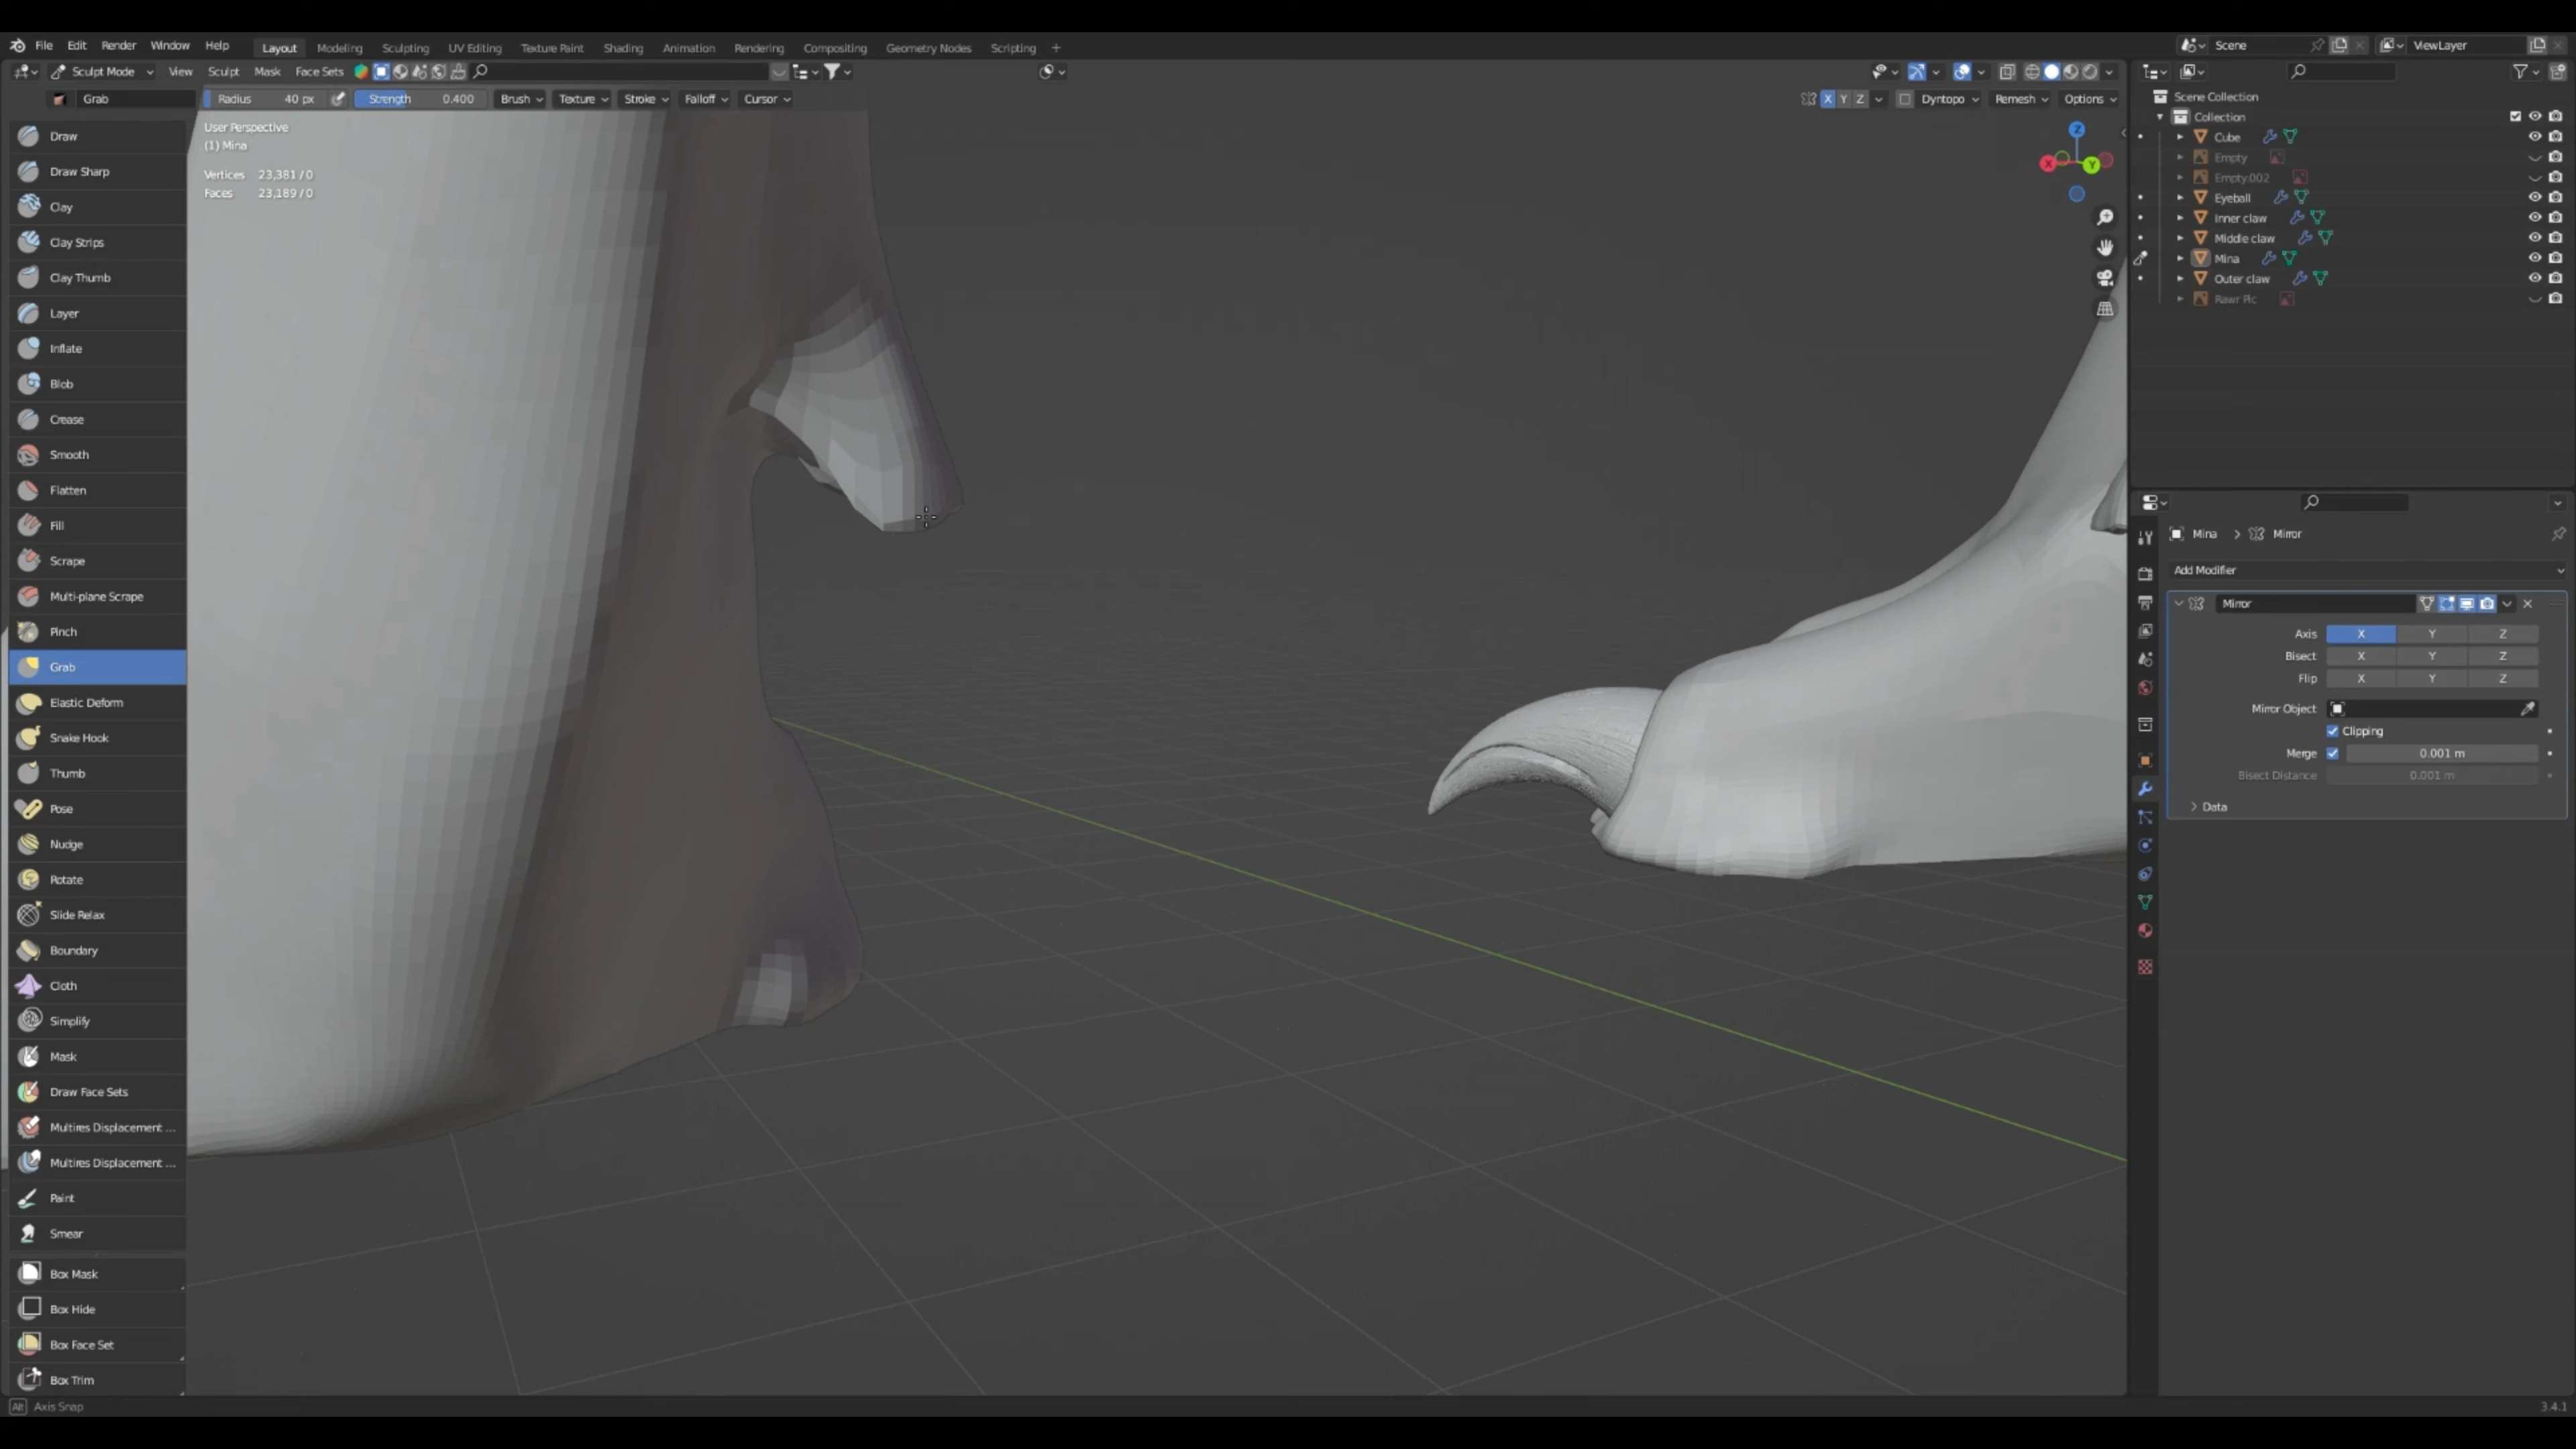 File Edit Render Window Help Layout Modeling Sculpting UV Editing Texture Paint Shading Animation Rendering Compositing Geometry Nodes Scripting + Scene ViewLayer
Sculpt Mode View Sculpt Mask Face Sets
Grab Radius 40 px Strength 0.400 Brush Texture Stroke Falloff Cursor X Y Z Dyntopo Remesh Options
User Perspective
(1) Mina
Vertices 23,381 / 0
Faces 23,189 / 0
Draw
Draw Sharp
Clay
Clay Strips
Clay Thumb
Layer
Inflate
Blob
Crease
Smooth
Flatten
Fill
Scrape
Multi-plane Scrape
Pinch
Grab
Elastic Deform
Snake Hook
Thumb
Pose
Nudge
Rotate
Slide Relax
Boundary
Cloth
Simplify
Mask
Draw Face Sets
Multires Displacement ...
Multires Displacement ...
Paint
Smear
Box Mask
Box Hide
Box Face Set
Box Trim
Z
X Y
Scene Collection
Collection
Cube
Empty
Empty.002
Eyeball
Inner claw
Middle claw
Mina
Outer claw
Rawr Pic
Mina > Mirror
Add Modifier
Mirror
Axis X Y Z
Bisect X Y Z
Flip X Y Z
Mirror Object
Clipping
Merge 0.001 m
Bisect Distance 0.001 m
Data
Alt Axis Snap
3.4.1